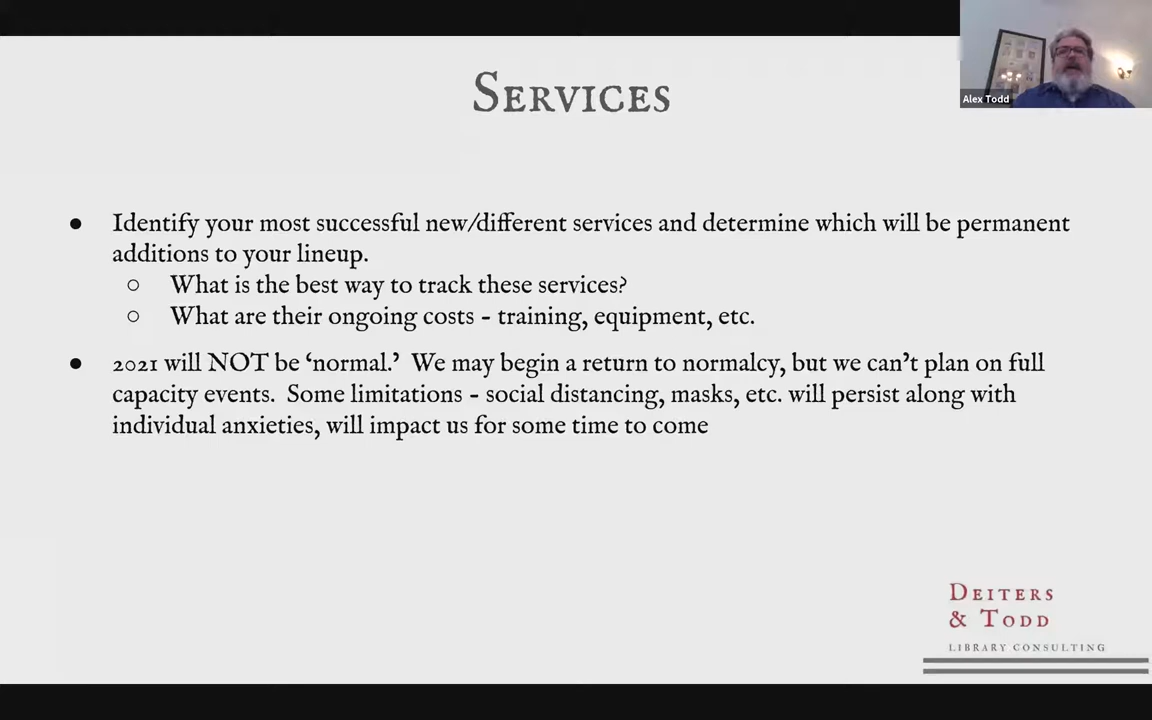 Services
Alex Todd
● Identify your most successful new/different services and determine which will be permanent
additions to your lineup.
○ What is the best way to track these services?
○ What are their ongoing costs - training, equipment, etc.
● 2021 will NOT be ‘normal.’ We may begin a return to normalcy, but we can’t plan on full
capacity events. Some limitations - social distancing, masks, etc. will persist along with
individual anxieties, will impact us for some time to come
Deiters
& Todd
LIBRARY CONSULTING